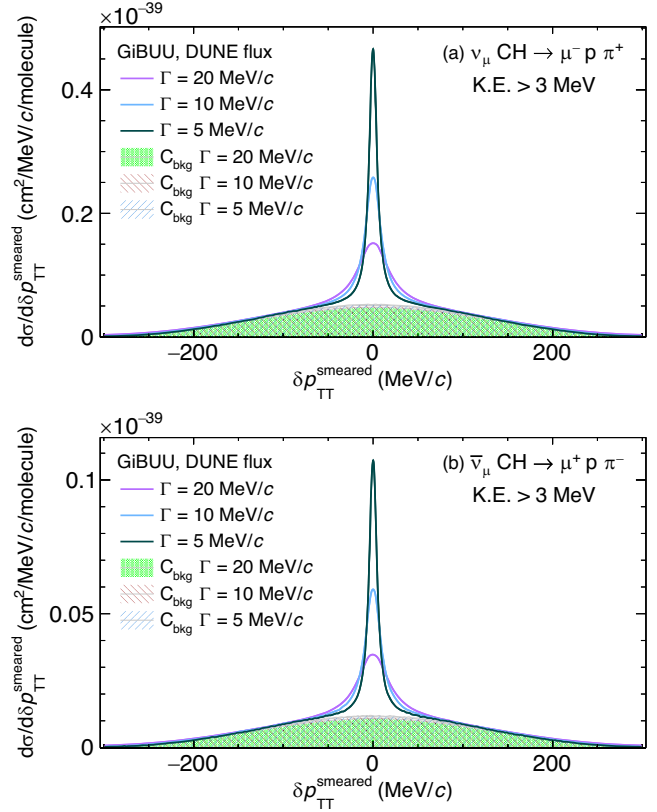 ×10⁻³⁹
GiBUU, DUNE flux
(a) νμ CH → μ⁻ p π⁺
K.E. > 3 MeV
Γ = 20 MeV/c
Γ = 10 MeV/c
Γ = 5 MeV/c
C_bkg Γ = 20 MeV/c
C_bkg Γ = 10 MeV/c
C_bkg Γ = 5 MeV/c
dσ/dδp_TT^smeared (cm²/MeV/c/molecule)
0.4
0.2
0
−200 0 200
δp_TT^smeared (MeV/c)
×10⁻³⁹
GiBUU, DUNE flux
(b) ν̅μ CH → μ⁺ p π⁻
K.E. > 3 MeV
Γ = 20 MeV/c
Γ = 10 MeV/c
Γ = 5 MeV/c
C_bkg Γ = 20 MeV/c
C_bkg Γ = 10 MeV/c
C_bkg Γ = 5 MeV/c
dσ/dδp_TT^smeared (cm²/MeV/c/molecule)
0.1
0.05
0
−200 0 200
δp_TT^smeared (MeV/c)